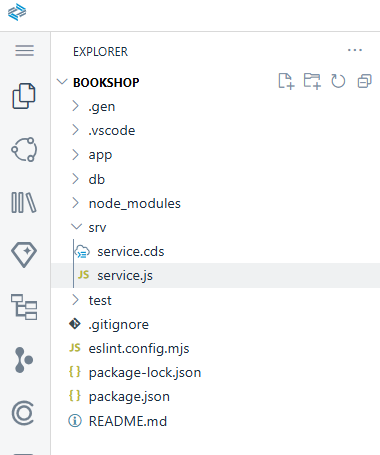 EXPLORER
BOOKSHOP
.gen
.vscode
app
db
node_modules
srv
service.cds
JS service.js
test
.gitignore
JS eslint.config.mjs
{ } package-lock.json
{ } package.json
README.md